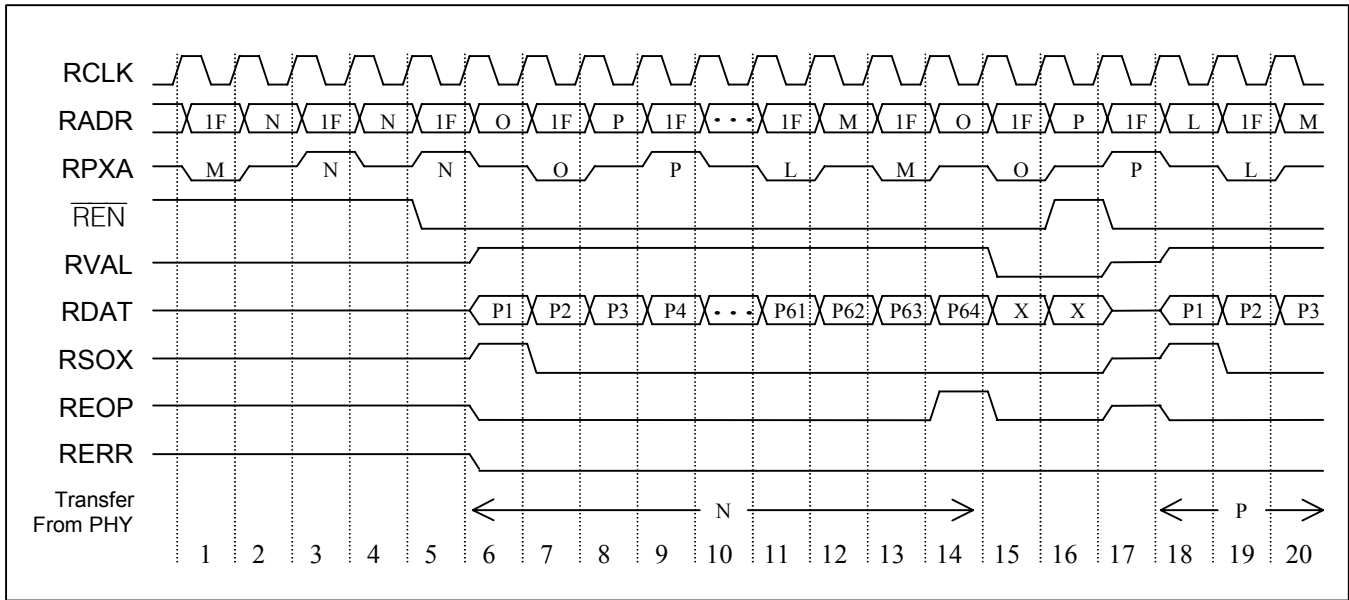 RCLK
RADR 1F N 1F N 1F O 1F P 1F ••• 1F M 1F O 1F P 1F L 1F M
RPXA M N N O P L M O P L
REN
RVAL
RDAT P1 P2 P3 P4 ••• P61 P62 P63 P64 X X P1 P2 P3
RSOX
REOP
RERR
Transfer
From PHY N P
1 2 3 4 5 6 7 8 9 10 11 12 13 14 15 16 17 18 19 20